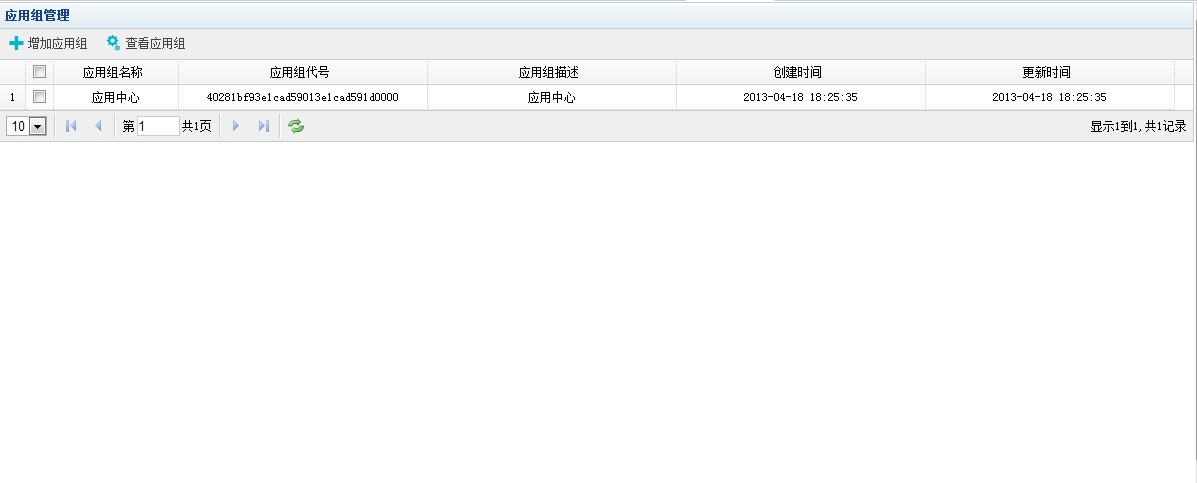 应用组管理
增加应用组 查看应用组
应用组名称 应用组代号 应用组描述 创建时间 更新时间
1 应用中心 40281bf93e1cad59013e1cad591d0000 应用中心 2013-04-18 18:25:35 2013-04-18 18:25:35
10 第 1 共1页 显示1到1,共1记录